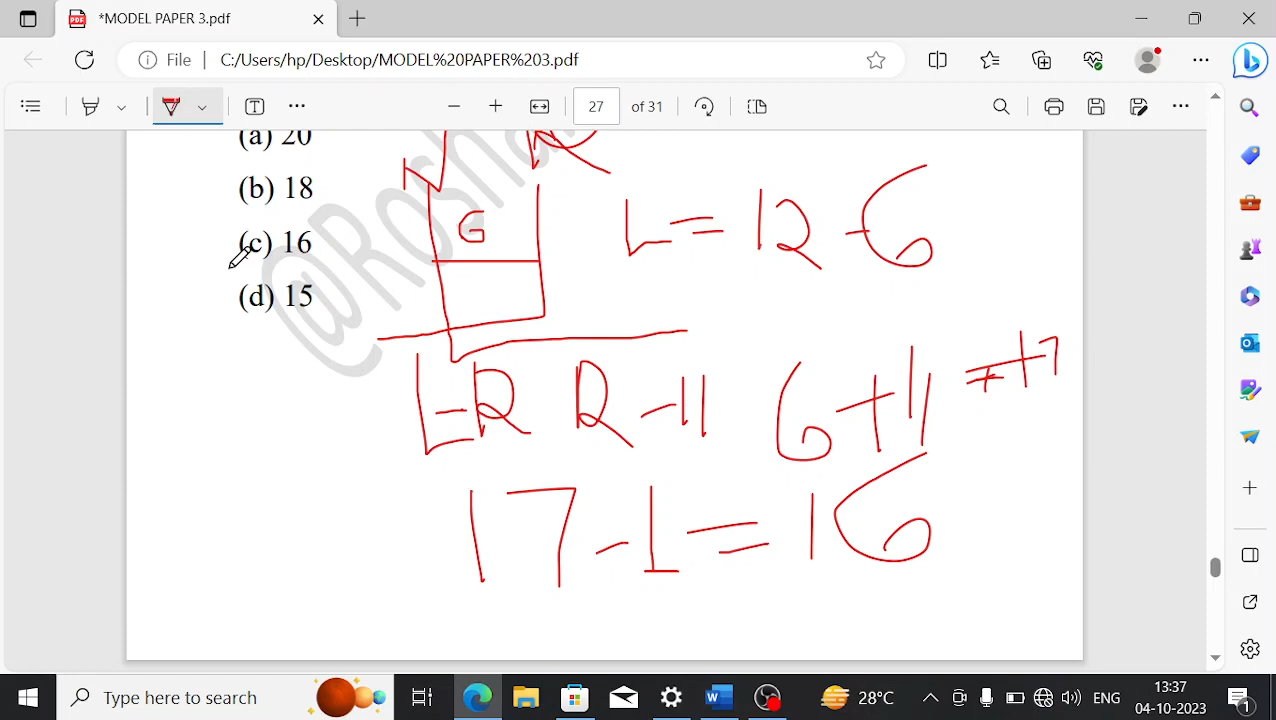 *MODEL PAPER 3.pdf
File C:/Users/hp/Desktop/MODEL%20PAPER%203.pdf
27 of 31
(a) 20
(b) 18
(c) 16
(d) 15
@Rosha
G L = 12 - 6
L - R R - 11 6 + 11 = 17
17 - 1 = 16
Type here to search
28°C
ENG
13:37
04-10-2023